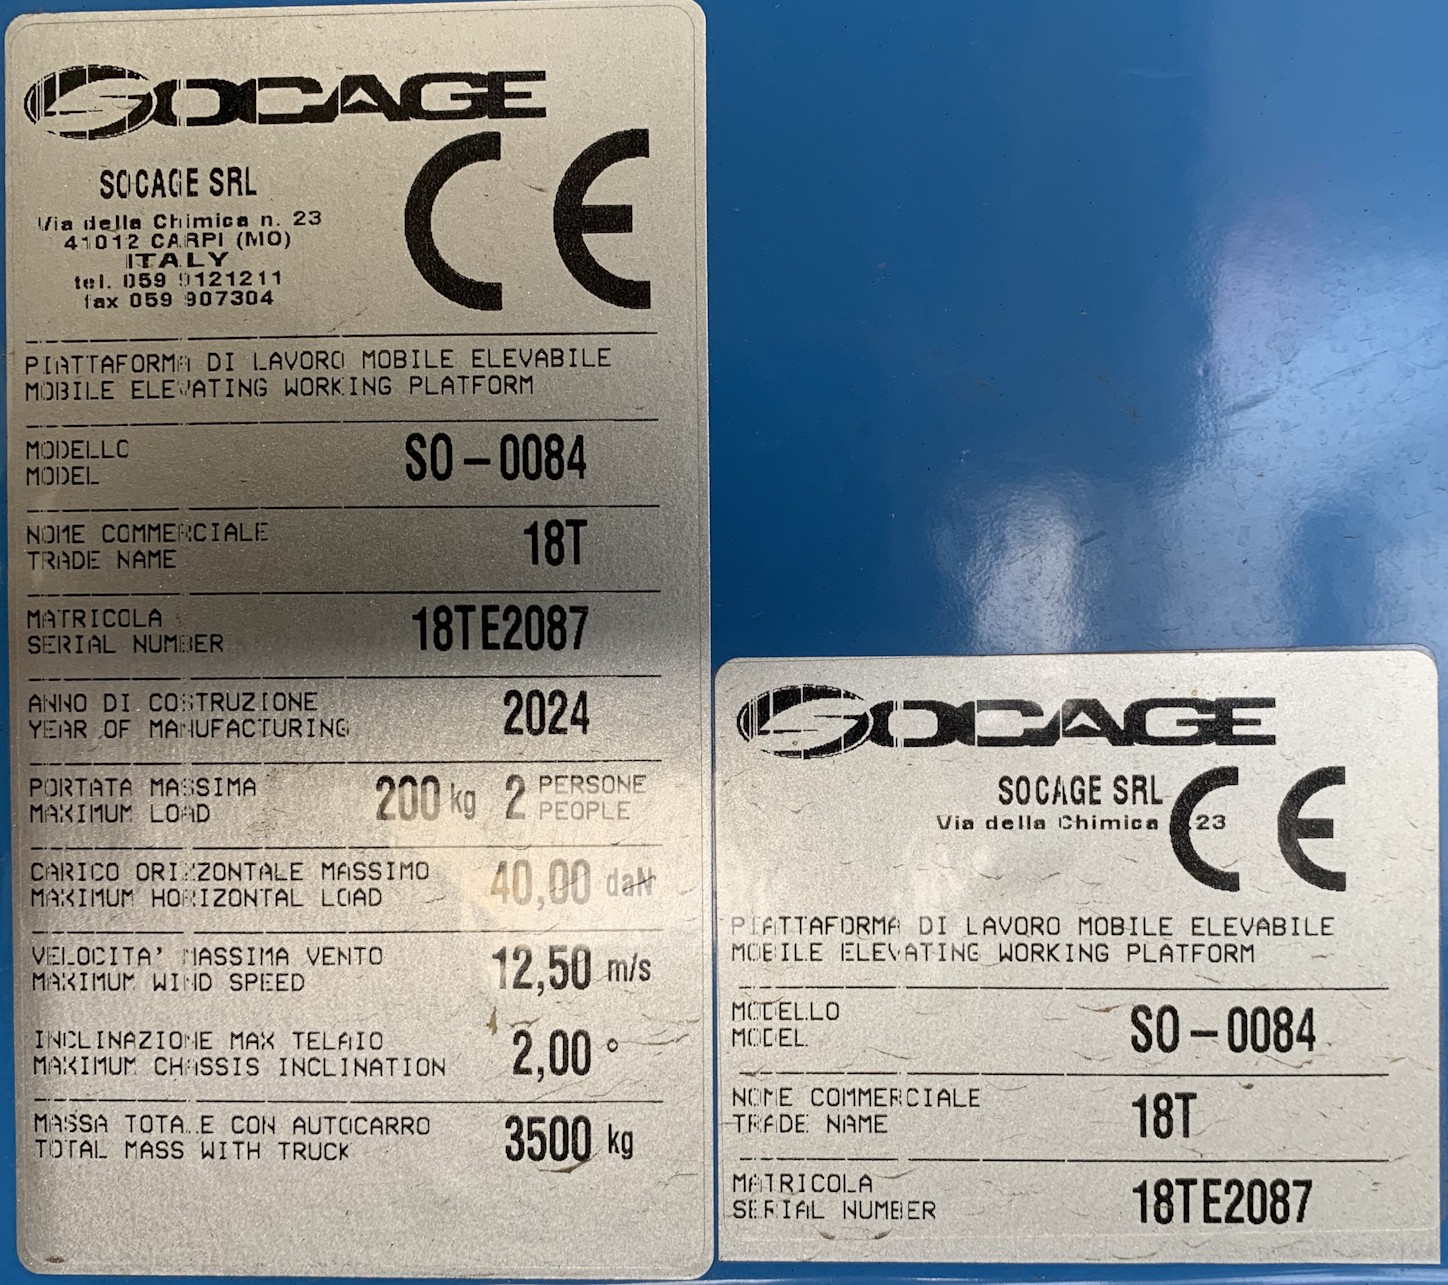 SOCAGE
CE
SOCAGE SRL
Via della Chimica n. 23
41012 CARPI (MO)
ITALY
tel. 059 9121211
fax 059 907304
PIATTAFORMA DI LAVORO MOBILE ELEVABILE
MOBILE ELEVATING WORKING PLATFORM
MODELLO
MODEL
SO-0084
NOME COMMERCIALE
TRADE NAME
18T
MATRICOLA
SERIAL NUMBER
18TE2087
ANNO DI COSTRUZIONE
YEAR OF MANUFACTURING
2024
PORTATA MASSIMA
MAXIMUM LOAD
200 kg 2 PERSONE
PEOPLE
CARICO ORIZZONTALE MASSIMO
MAXIMUM HORIZONTAL LOAD
40,00 daN
VELOCITA' MASSIMA VENTO
MAXIMUM WIND SPEED
12,50 m/s
INCLINAZIONE MAX TELAIO
MAXIMUM CHASSIS INCLINATION
2,00 °
MASSA TOTALE CON AUTOCARRO
TOTAL MASS WITH TRUCK
3500 kg
SOCAGE
SOCAGE SRL
CE
Via della Chimica 23
PIATTAFORMA DI LAVORO MOBILE ELEVABILE
MOBILE ELEVATING WORKING PLATFORM
MODELLO
MODEL
SO-0084
NOME COMMERCIALE
TRADE NAME
18T
MATRICOLA
SERIAL NUMBER
18TE2087